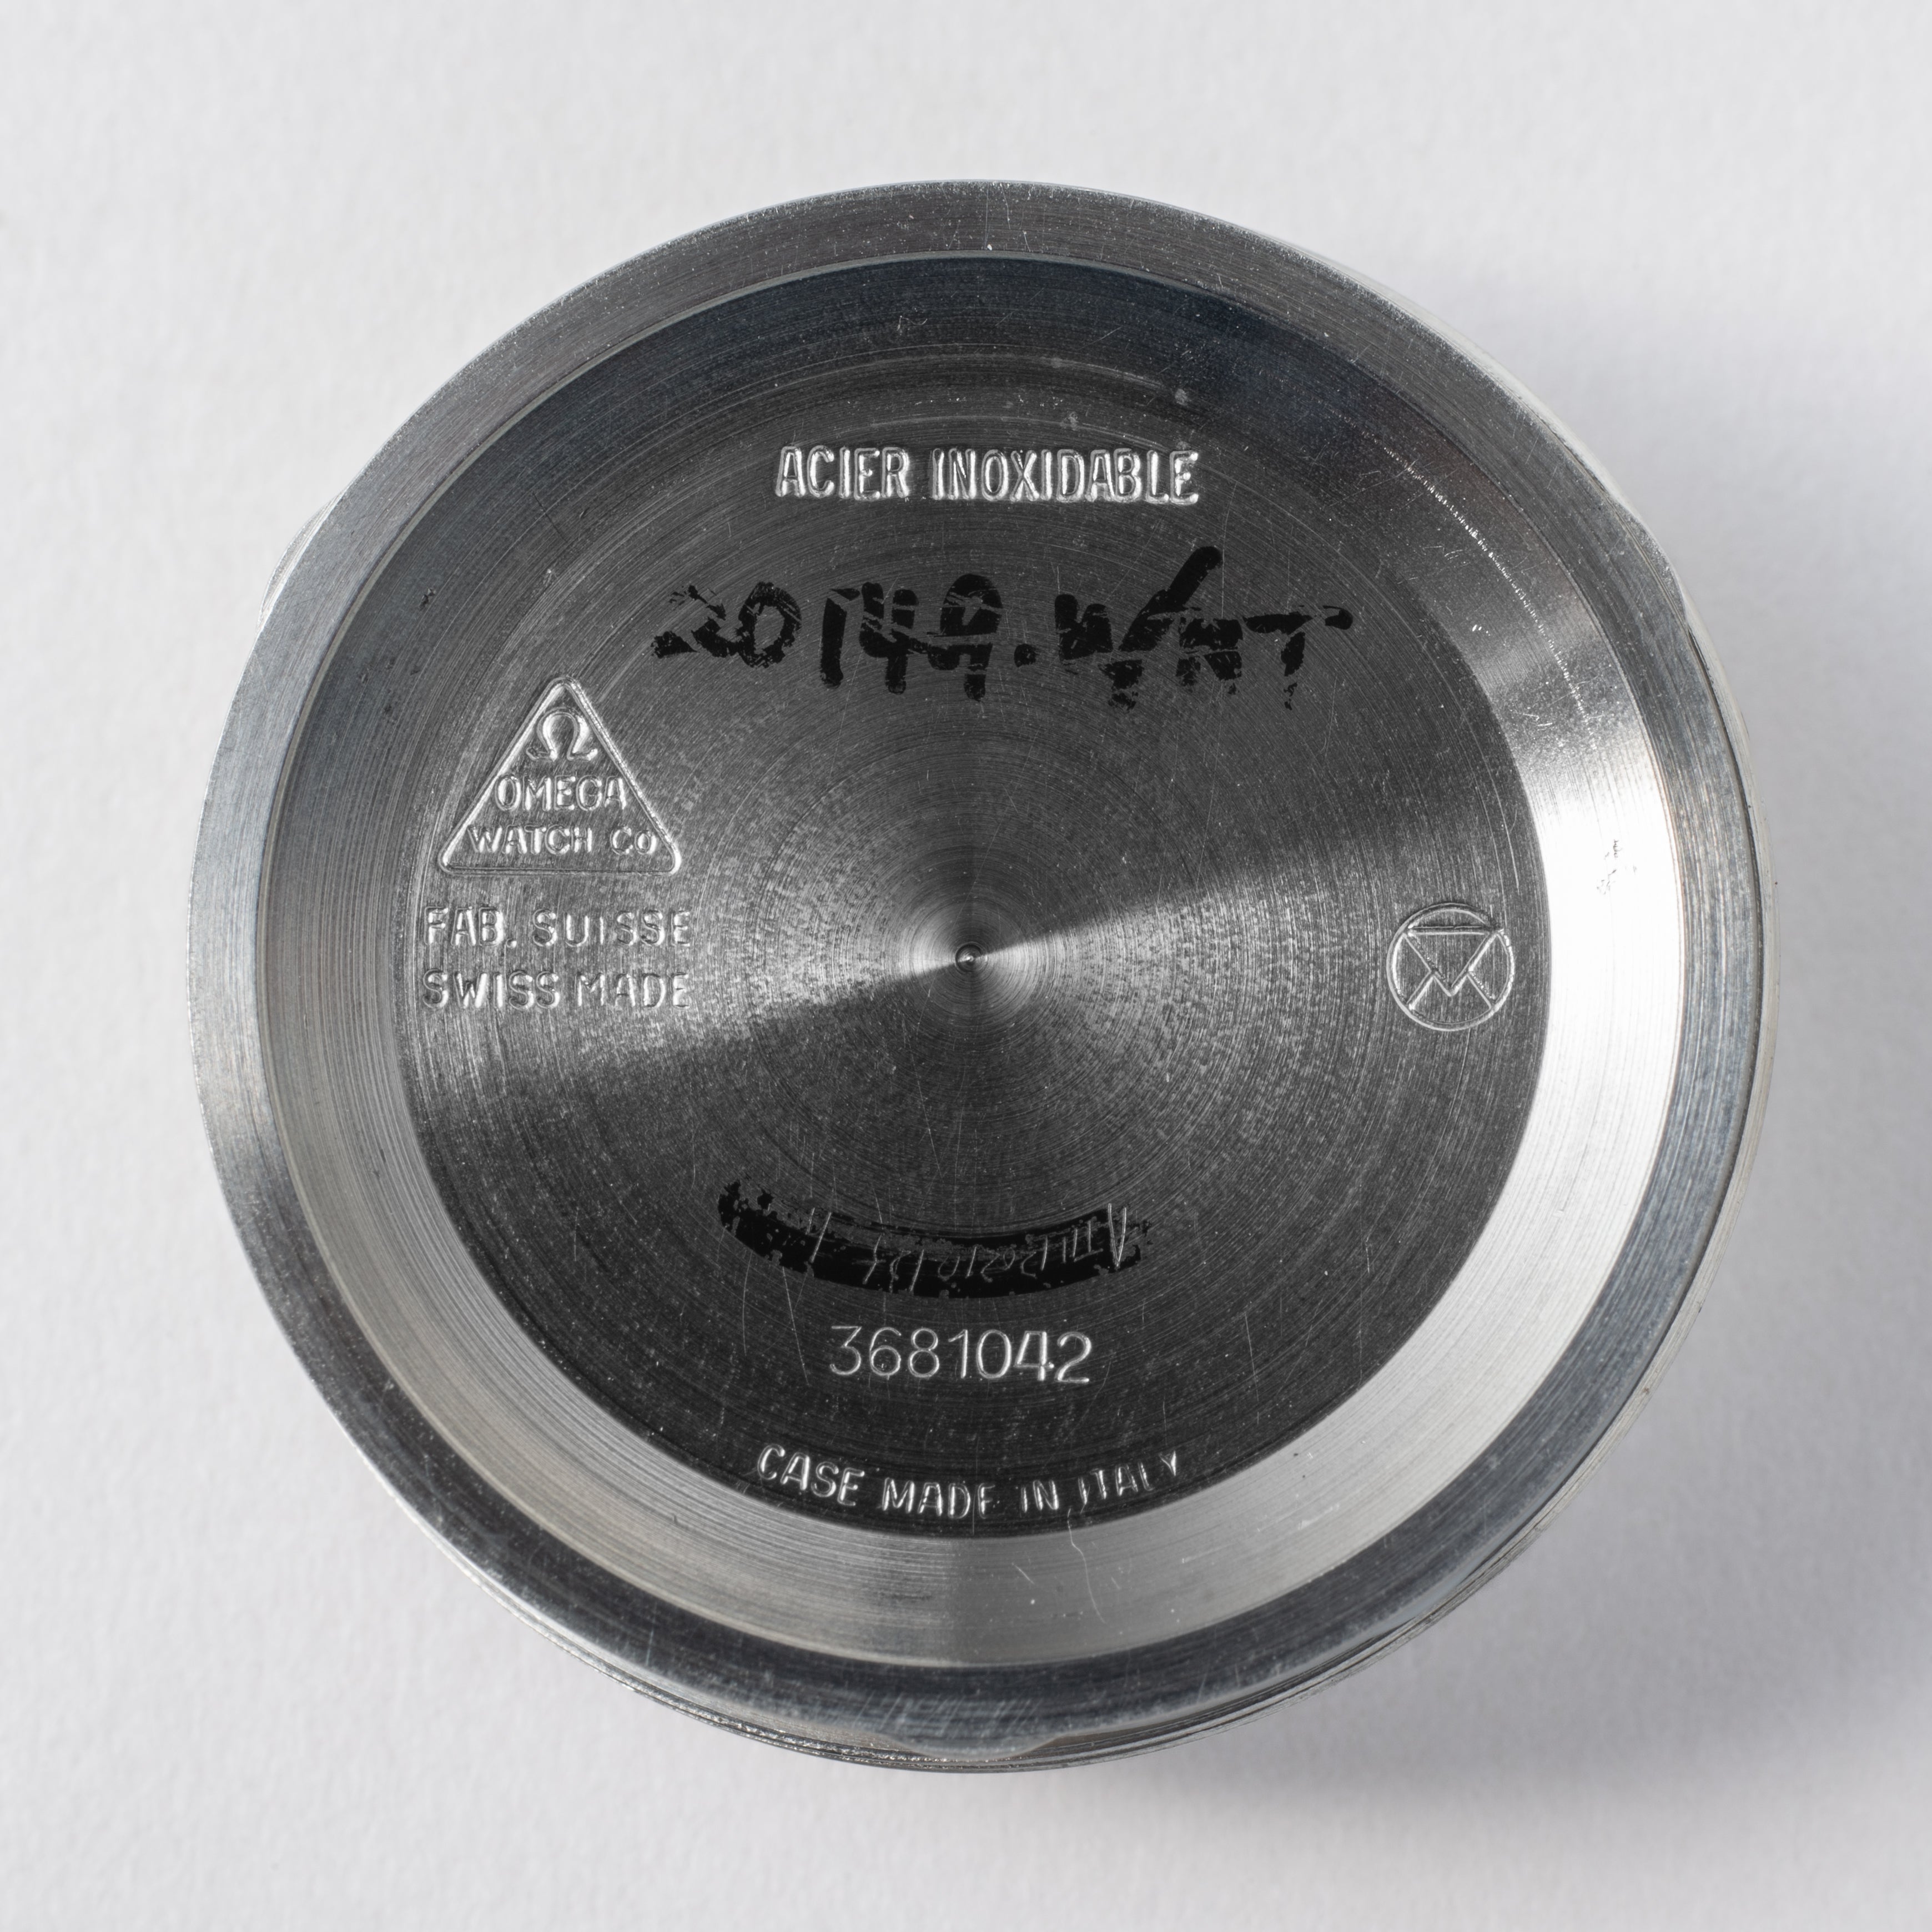 ACIER INOXIDABLE
Ω
OMEGA
WATCH CO
FAB. SUISSE
SWISS MADE
3681042
CASE MADE IN ITALY